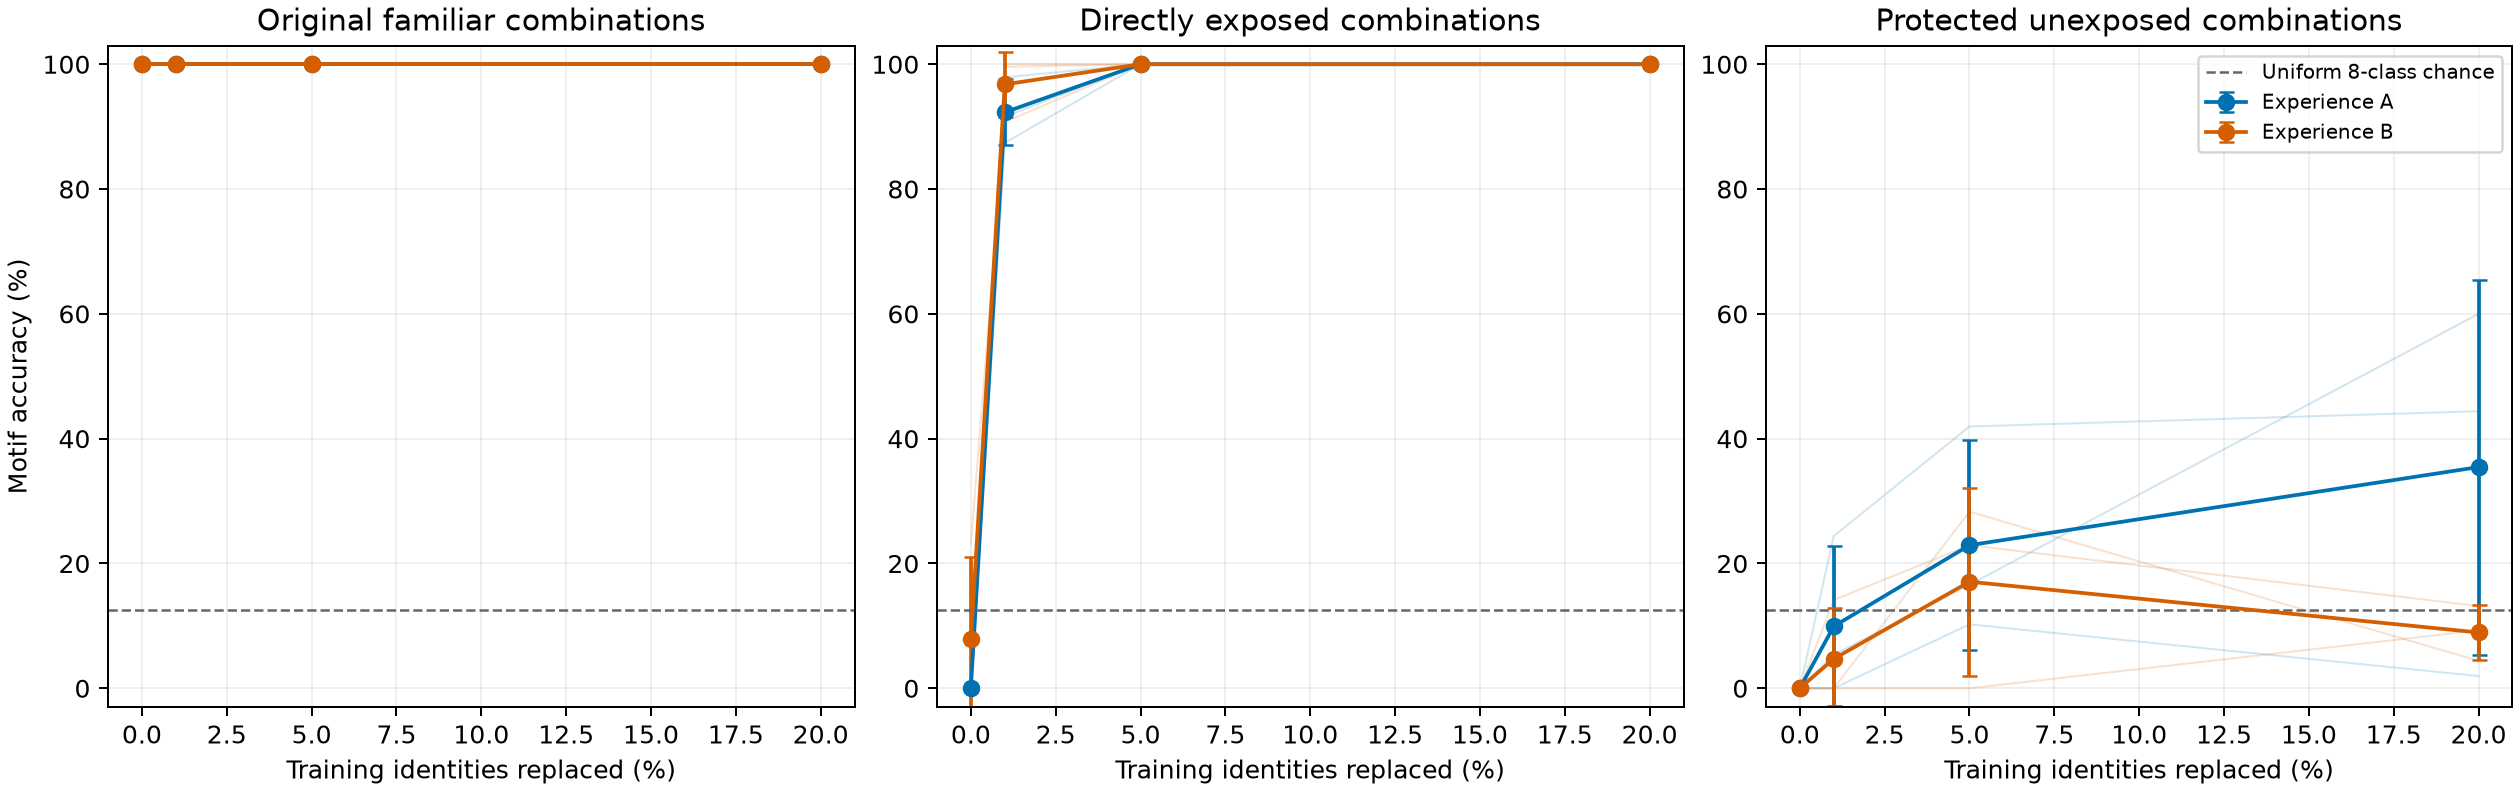 Original familiar combinations
Directly exposed combinations
Protected unexposed combinations
Motif accuracy (%)
100
80
60
40
20
0
0.0 2.5 5.0 7.5 10.0 12.5 15.0 17.5 20.0
Training identities replaced (%)
100
80
60
40
20
0
0.0 2.5 5.0 7.5 10.0 12.5 15.0 17.5 20.0
Training identities replaced (%)
100
80
60
40
20
0
Uniform 8-class chance
Experience A
Experience B
0.0 2.5 5.0 7.5 10.0 12.5 15.0 17.5 20.0
Training identities replaced (%)